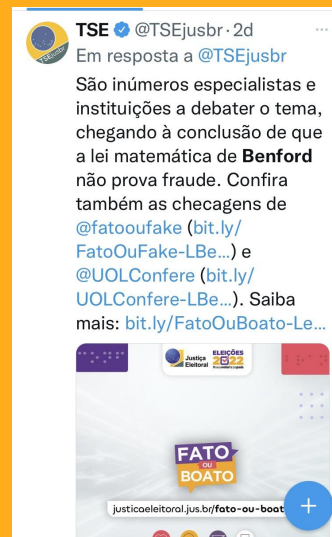 TSEjusbr
TSE @TSEjusbr · 2d
Em resposta a @TSEjusbr
São inúmeros especialistas e
instituições a debater o tema,
chegando à conclusão de que
a lei matemática de Benford
não prova fraude. Confira
também as checagens de
@fatooufake (bit.ly/
FatoOuFake-LBe...) e
@UOLConfere (bit.ly/
UOLConfere-LBe...). Saiba
mais: bit.ly/FatoOuBoato-Le...
Justiça
Eleitoral
ELEIÇÕES
2022
FATO
OU
BOATO
justicaeleitoral.jus.br/fato-ou-boat